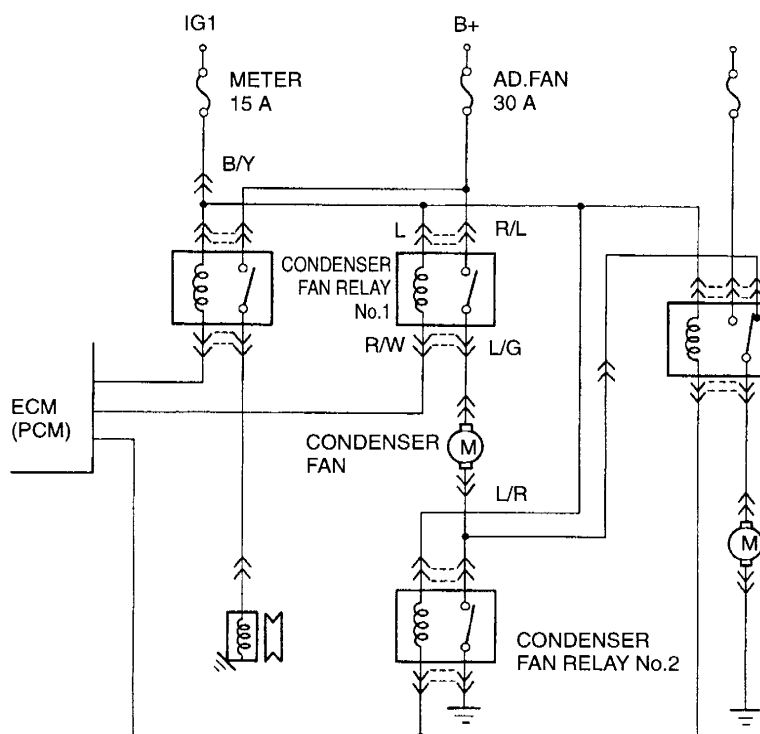 IG1
B+
METER
15 A
AD.FAN
30 A
B/Y
L
R/L
CONDENSER
FAN RELAY
No.1
R/W
L/G
ECM
(PCM)
CONDENSER
FAN
M
L/R
M
CONDENSER
FAN RELAY No.2